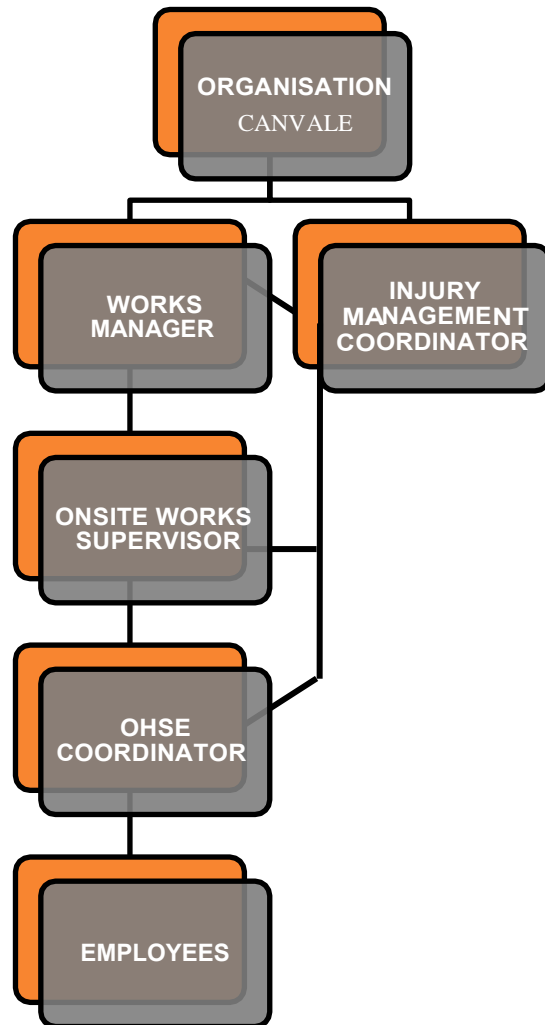 ORGANISATION
CANVALE
WORKS
MANAGER
INJURY
MANAGEMENT
COORDINATOR
ONSITE WORKS
SUPERVISOR
OHSE
COORDINATOR
EMPLOYEES